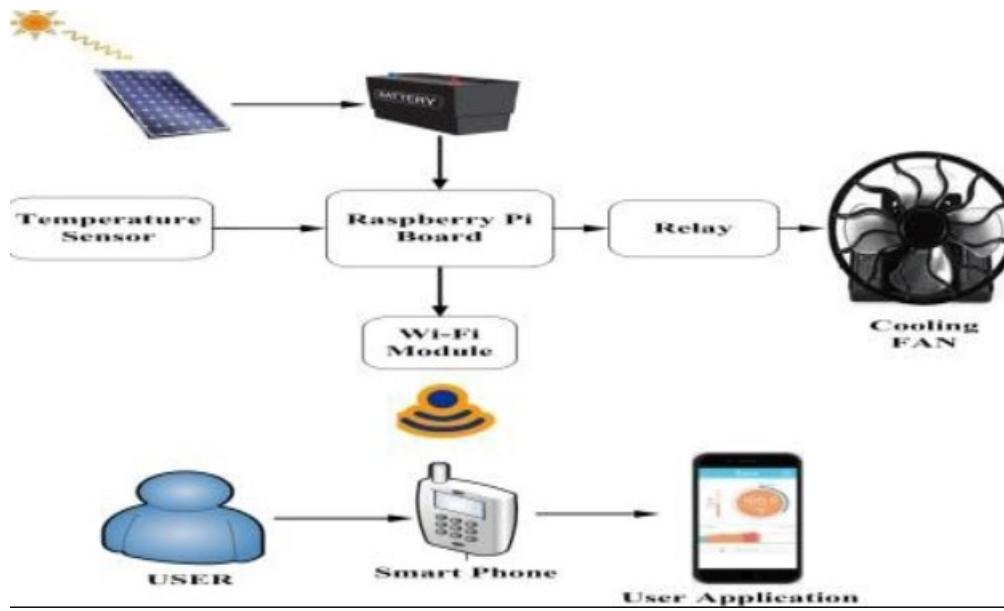 BATTERY
Temperature
Sensor
Raspberry Pi
Board
Relay
Cooling
FAN
Wi-Fi
Module
USER
Smart Phone
User Application